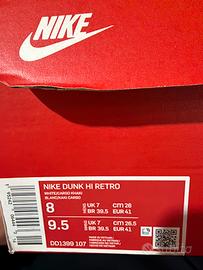 NIKE
NIKE DUNK HI RETRO
WHITE/CARGO KHAKI
BLANC/KAKI CARGO
8
UK 7
BR 39.5
CM 26
EUR 41
9.5
UK 7
BR 39.5
CM 26.5
EUR 41
DD1399 107